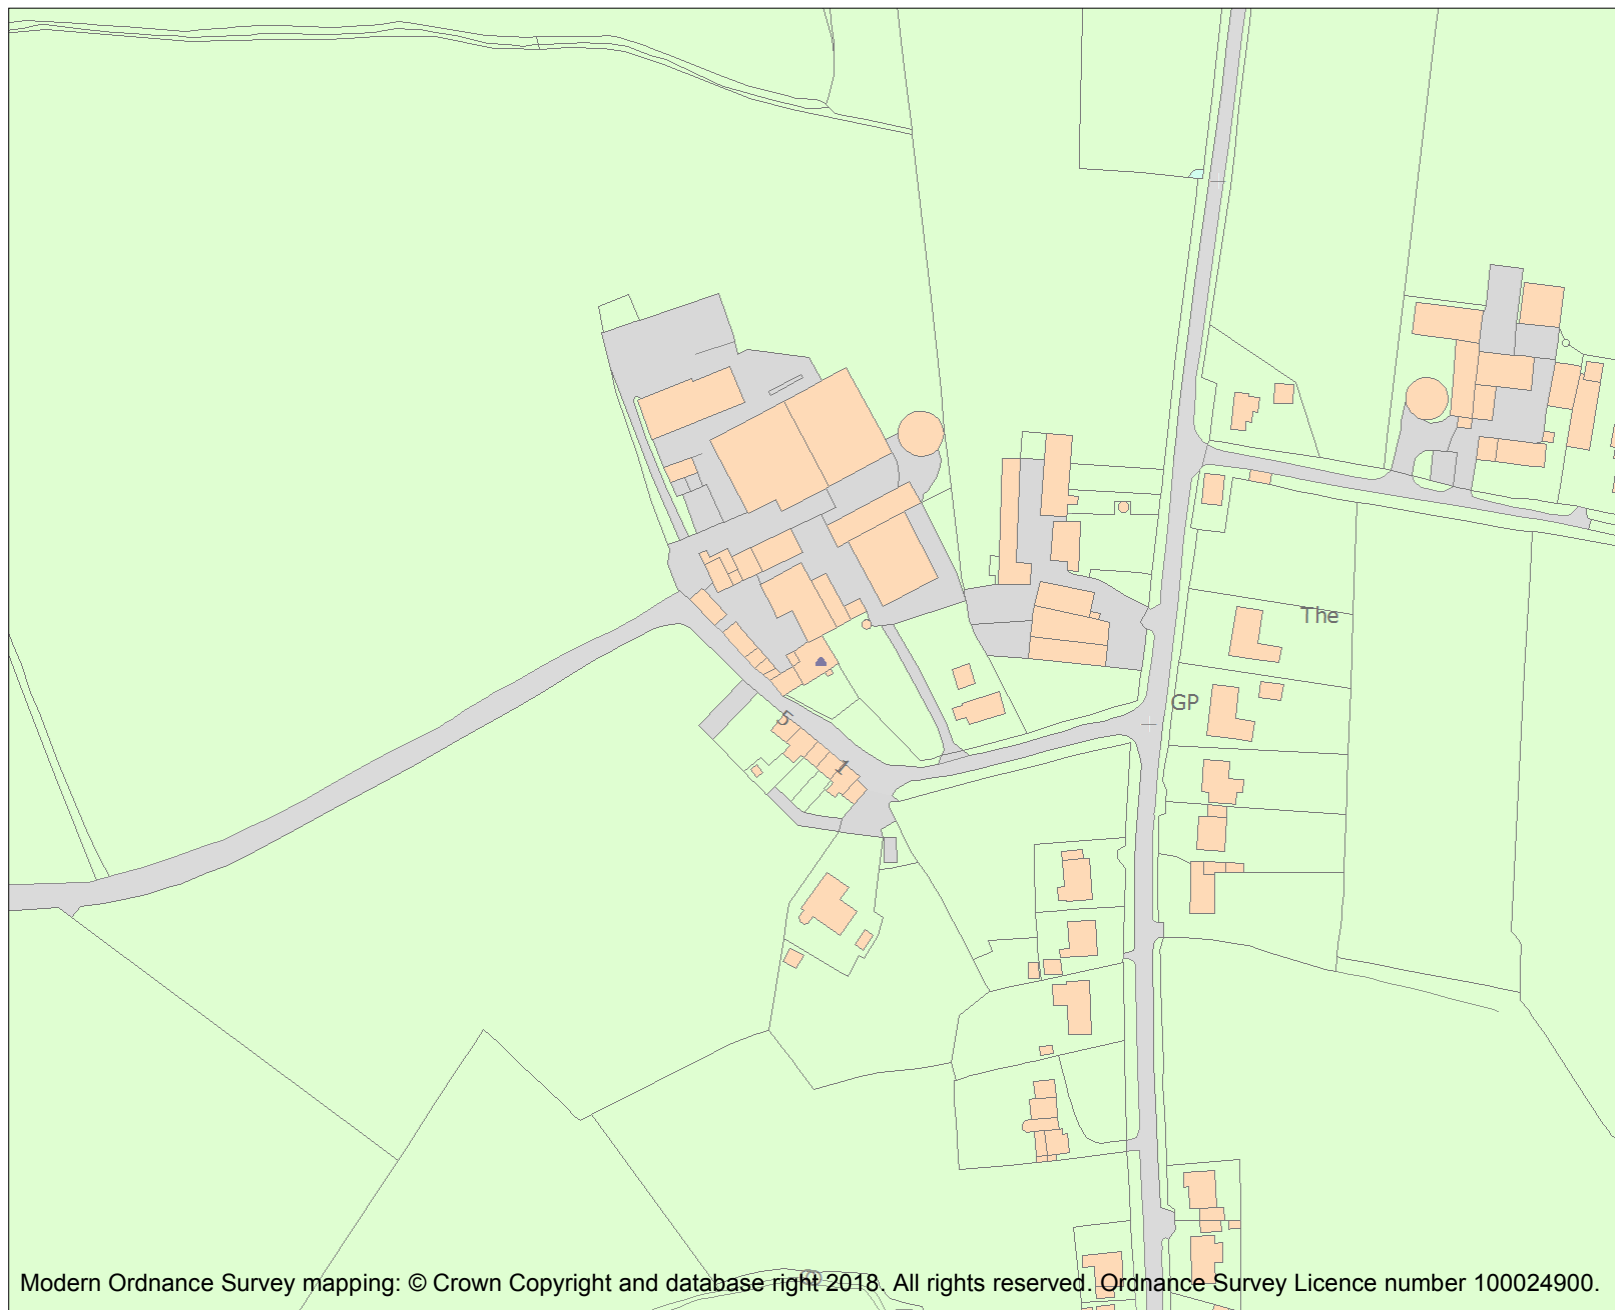 The
GP
5
1
Modern Ordnance Survey mapping: © Crown Copyright and database right 2018. All rights reserved. Ordnance Survey Licence number 100024900.